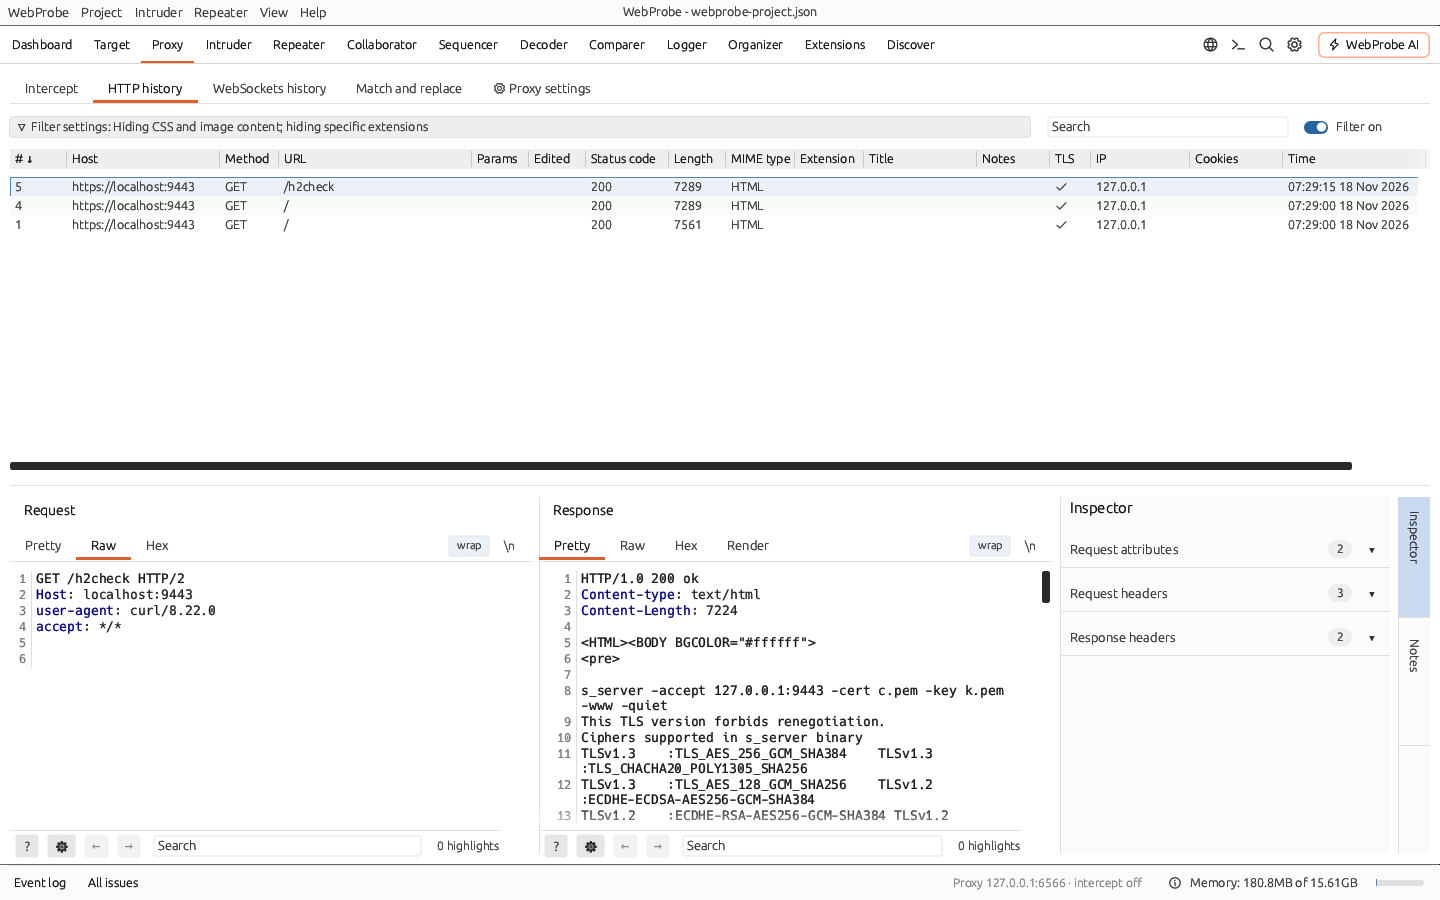 WebProbe Project Intruder Repeater View Help
WebProbe - webprobe-project.json
Dashboard Target Proxy Intruder Repeater Collaborator Sequencer Decoder Comparer Logger Organizer Extensions Discover
WebProbe AI
Intercept HTTP history WebSockets history Match and replace Proxy settings
Filter settings: Hiding CSS and image content; hiding specific extensions
Search
Filter on
# ↓ Host Method URL Params Edited Status code Length MIME type Extension Title Notes TLS IP Cookies Time
5 https://localhost:9443 GET /h2check 200 7289 HTML ✓ 127.0.0.1 07:29:15 18 Nov 2026
4 https://localhost:9443 GET / 200 7289 HTML ✓ 127.0.0.1 07:29:00 18 Nov 2026
1 https://localhost:9443 GET / 200 7561 HTML ✓ 127.0.0.1 07:29:00 18 Nov 2026
Request
Pretty Raw Hex
wrap \n
1 GET /h2check HTTP/2
2 Host: localhost:9443
3 user-agent: curl/8.22.0
4 accept: */*
5
6
? ← →
Search
0 highlights
Response
Pretty Raw Hex Render
wrap \n
1 HTTP/1.0 200 ok
2 Content-type: text/html
3 Content-Length: 7224
4
5 <HTML><BODY BGCOLOR="#ffffff">
6 <pre>
7
8 s_server -accept 127.0.0.1:9443 -cert c.pem -key k.pem
-www -quiet
9 This TLS version forbids renegotiation.
10 Ciphers supported in s_server binary
11 TLSv1.3 :TLS_AES_256_GCM_SHA384 TLSv1.3
:TLS_CHACHA20_POLY1305_SHA256
12 TLSv1.3 :TLS_AES_128_GCM_SHA256 TLSv1.2
:ECDHE-ECDSA-AES256-GCM-SHA384
13 TLSv1.2 :ECDHE-RSA-AES256-GCM-SHA384 TLSv1.2
? ← →
Search
0 highlights
Inspector
Request attributes 2
Request headers 3
Response headers 2
Inspector
Notes
Event log All issues
Proxy 127.0.0.1:6566 · intercept off
Memory: 180.8MB of 15.61GB